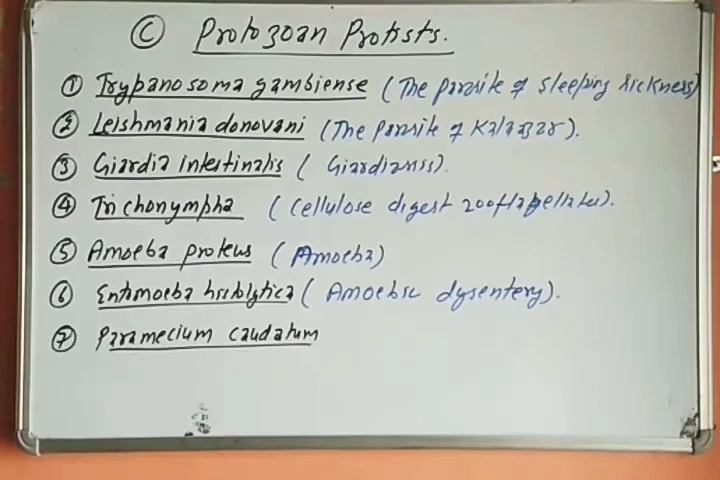 Ⓒ Protozoan Protists.
① Trypanosoma gambiense (The parasite of sleeping sickness)
② Leishmania donovani (The Parasite of Kalaazar).
③ Giardia intestinalis (Giardiasis).
④ Trichonympha (Cellulose digest zooflagellates).
⑤ Amoeba proteus (Amoeba)
⑥ Entamoeba histolytica (Amoebic dysentery).
⑦ Paramecium caudatum